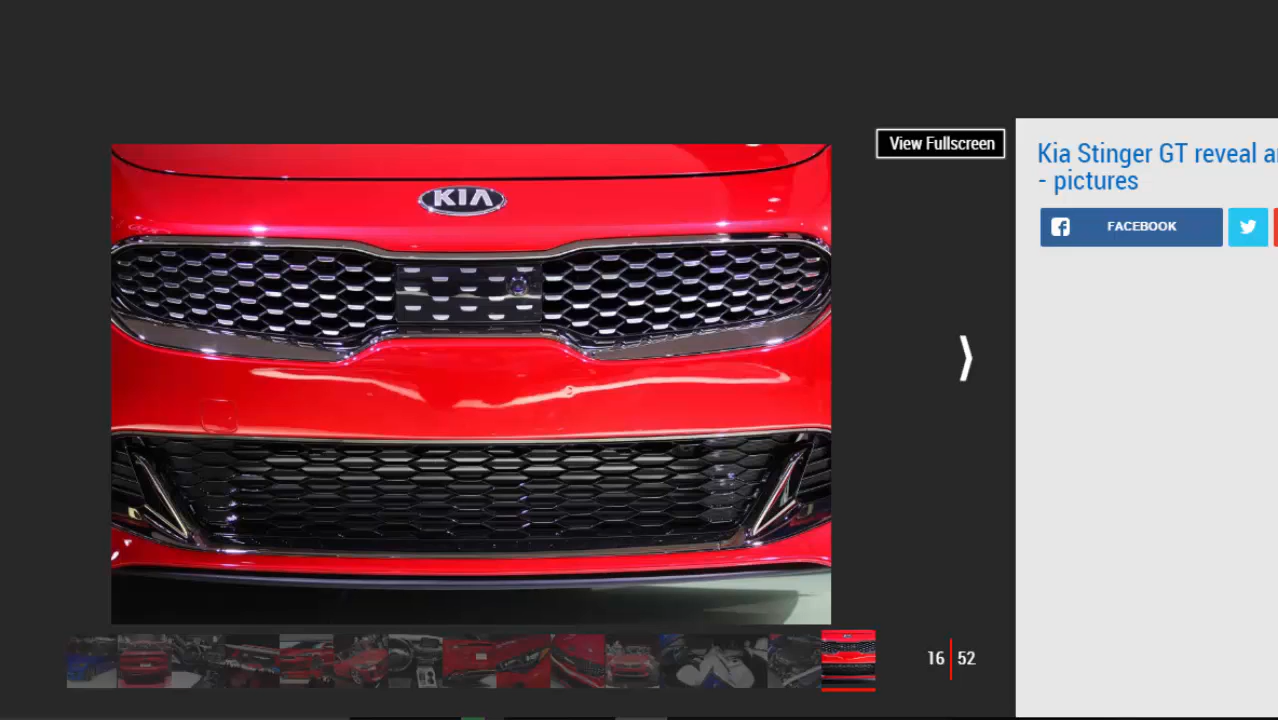 View Fullscreen
Kia Stinger GT reveal
- pictures
KIA
FACEBOOK
16 52